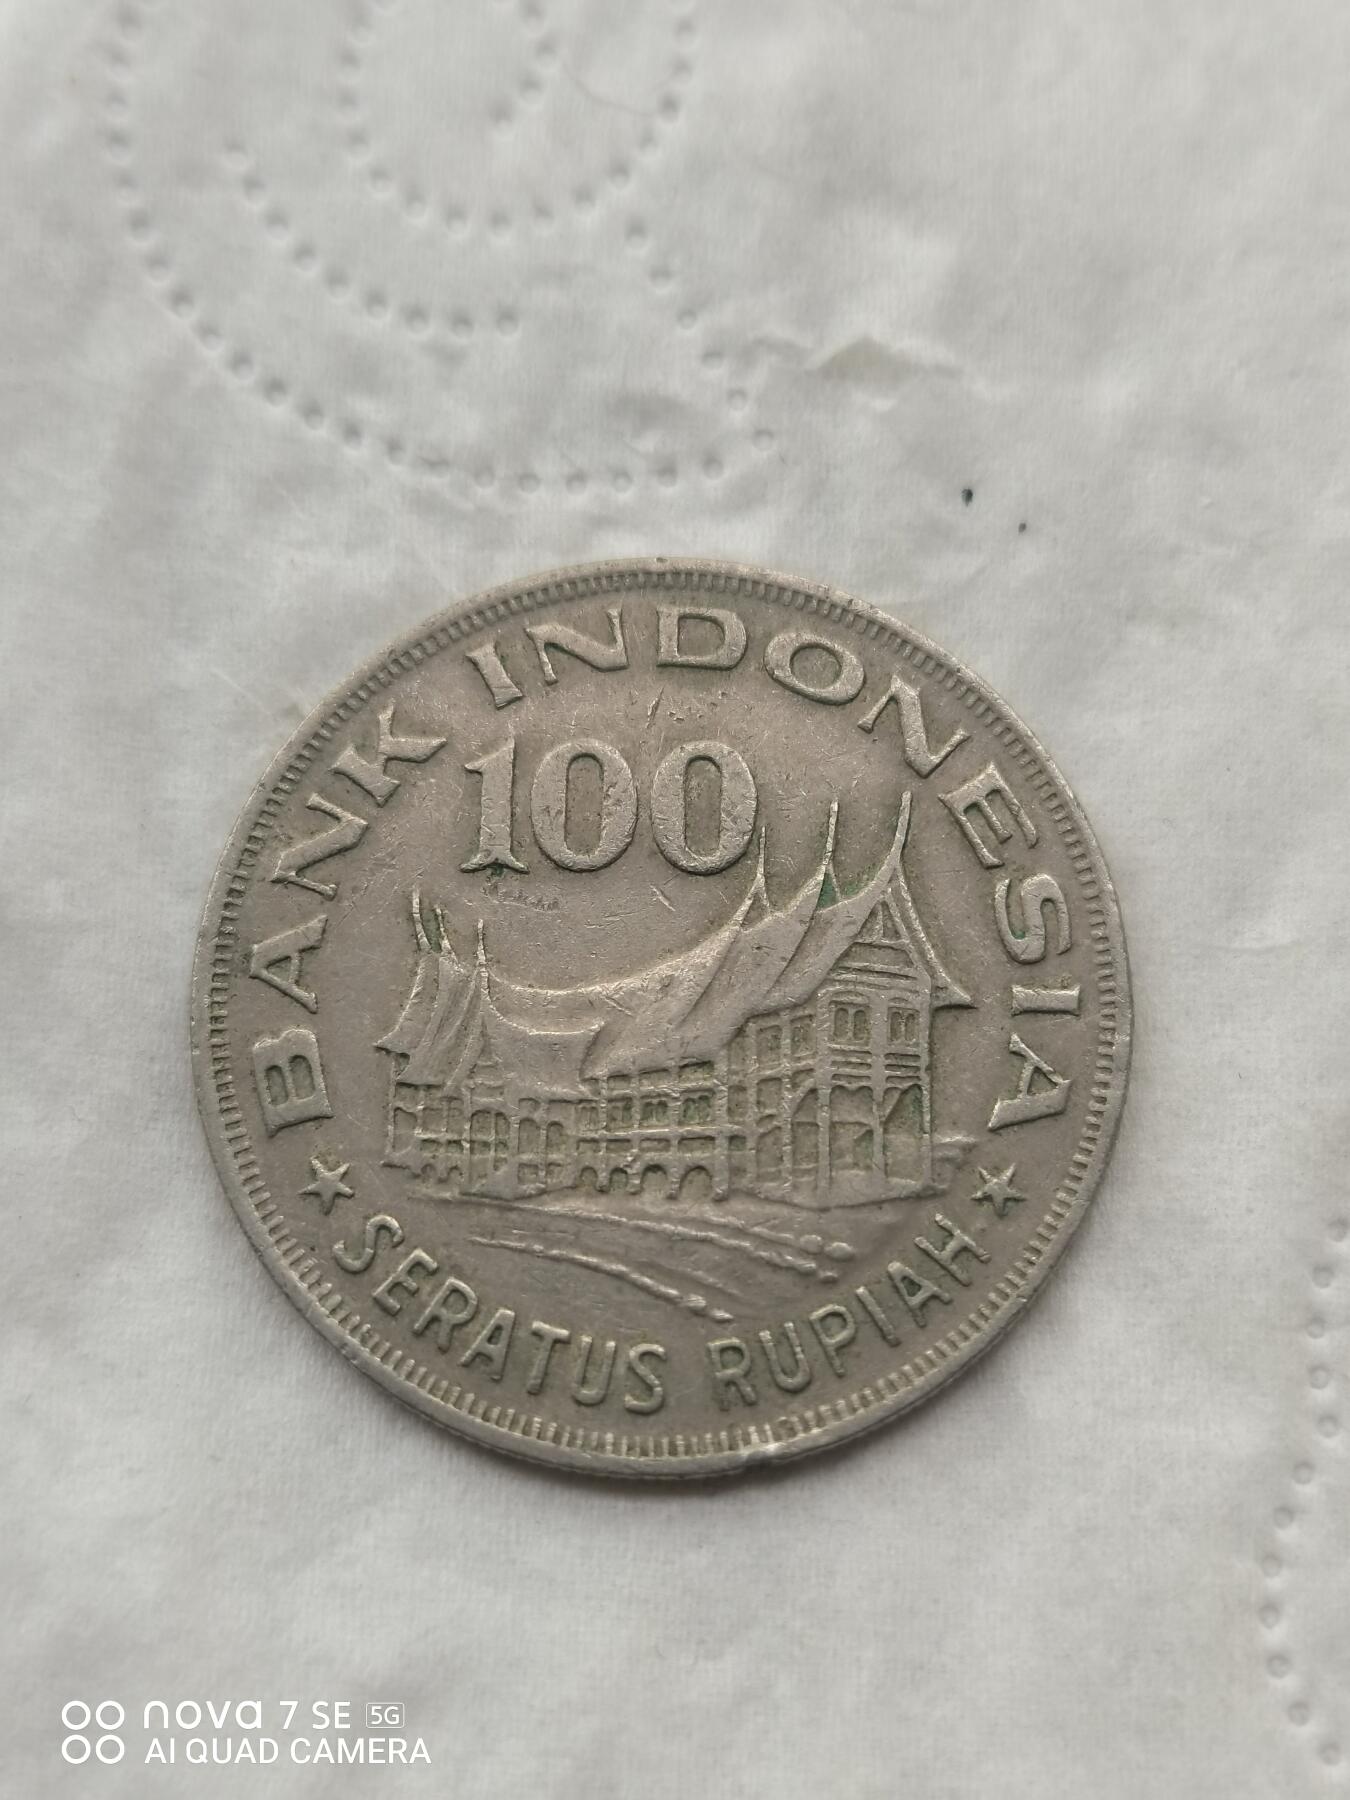 BANK INDONESIA
100
★ SERATUS RUPIAH ★
nova 7 SE 5G
AI QUAD CAMERA